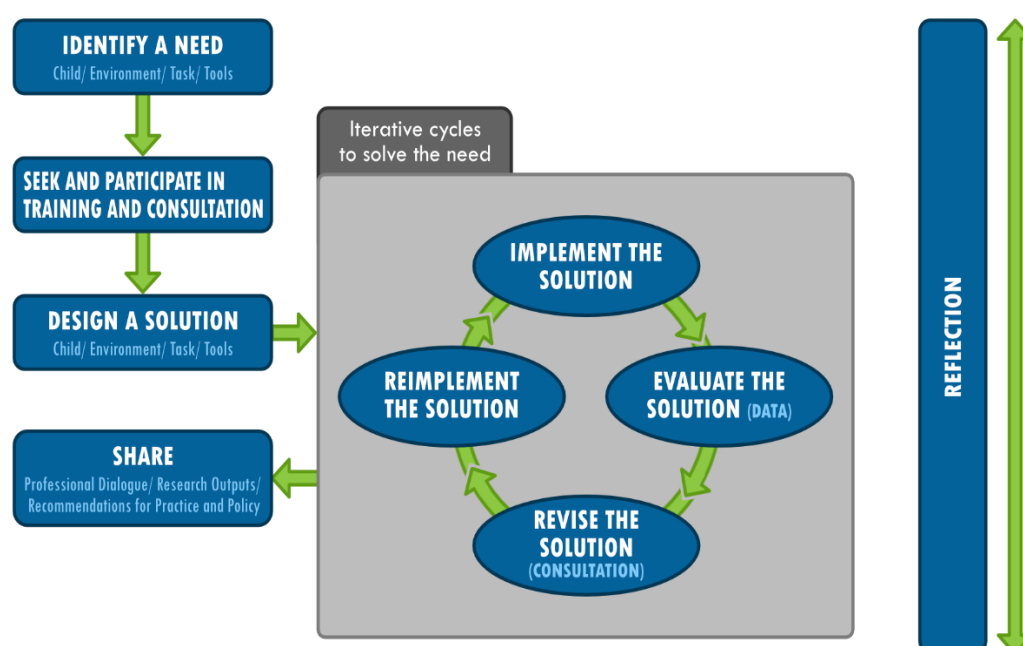 IDENTIFY A NEED
Child/ Environment/ Task/ Tools
SEEK AND PARTICIPATE IN
TRAINING AND CONSULTATION
DESIGN A SOLUTION
Child/ Environment/ Task/ Tools
SHARE
Professional Dialogue/ Research Outputs/
Recommendations for Practice and Policy
Iterative cycles
to solve the need
IMPLEMENT THE
SOLUTION
EVALUATE THE
SOLUTION (DATA)
REVISE THE
SOLUTION
(CONSULTATION)
REIMPLEMENT
THE SOLUTION
REFLECTION